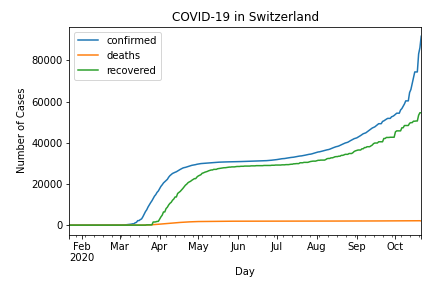 COVID-19 in Switzerland
confirmed
deaths
recovered
Number of Cases
80000
60000
40000
20000
0
Feb Mar Apr May Jun Jul Aug Sep Oct
2020
Day